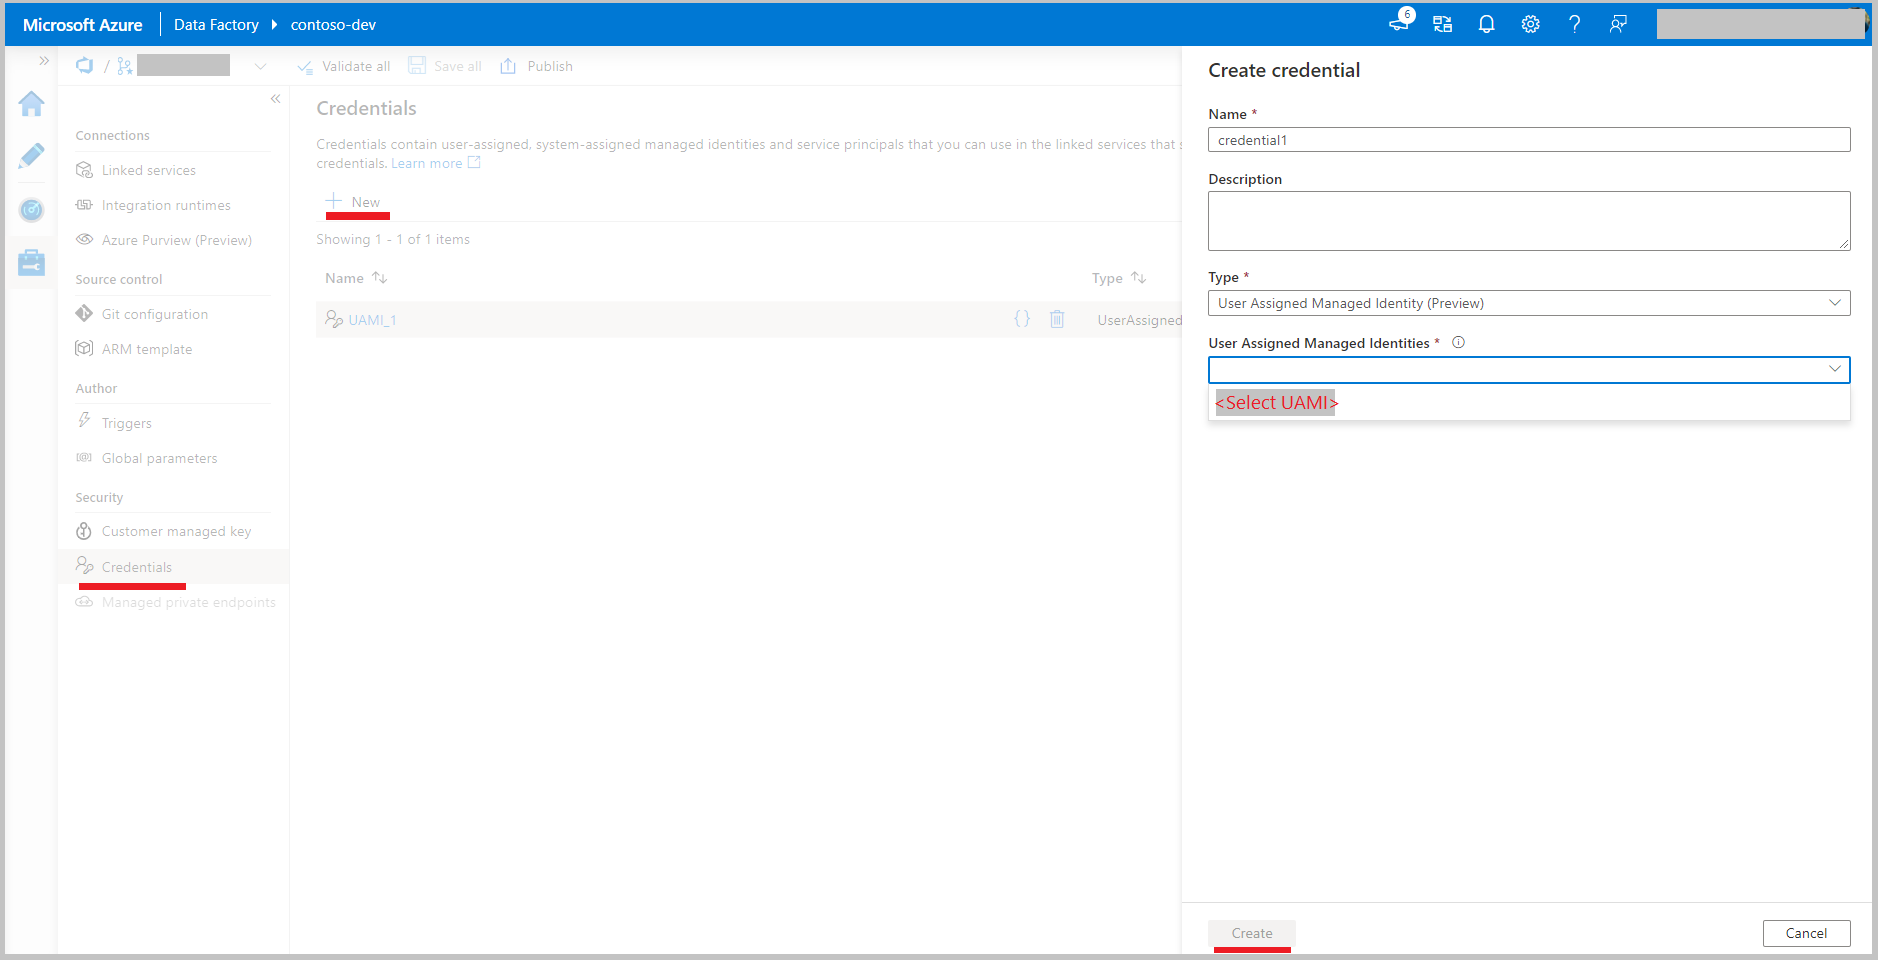 Microsoft Azure Data Factory contoso-dev 6
/ Validate all Save all Publish
Connections
Linked services
Integration runtimes
Azure Purview (Preview)
Source control
Git configuration
ARM template
Author
Triggers
Global parameters
Security
Customer managed key
Credentials
Managed private endpoints
Credentials
Credentials contain user-assigned, system-assigned managed identities and service principals that you can use in the linked services that
credentials. Learn more
New
Showing 1 - 1 of 1 items
Name Type
UAMI_1 {} UserAssigned
Create credential
Name *
credential1
Description
Type *
User Assigned Managed Identity (Preview)
User Assigned Managed Identities *
<Select UAMI>
Create Cancel